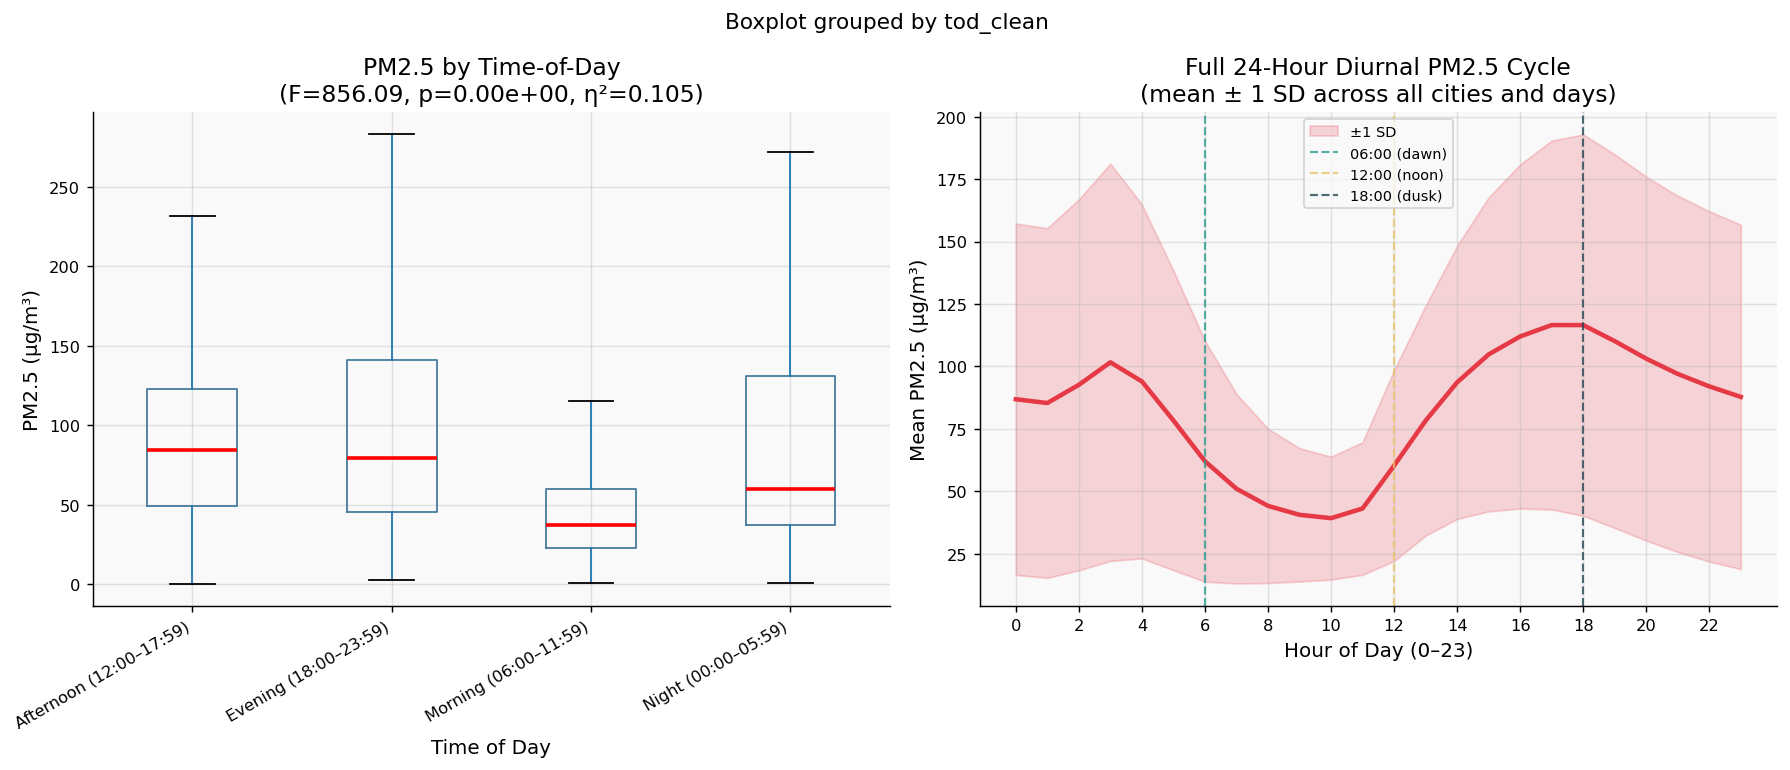 Boxplot grouped by tod_clean
PM2.5 by Time-of-Day
(F=856.09, p=0.00e+00, η²=0.105)
PM2.5 (µg/m³)
250
200
150
100
50
0
Afternoon (12:00–17:59)
Evening (18:00–23:59)
Morning (06:00–11:59)
Night (00:00–05:59)
Time of Day
Full 24-Hour Diurnal PM2.5 Cycle
(mean ± 1 SD across all cities and days)
Mean PM2.5 (µg/m³)
200
175
150
125
100
75
50
25
±1 SD
06:00 (dawn)
12:00 (noon)
18:00 (dusk)
0 2 4 6 8 10 12 14 16 18 20 22
Hour of Day (0–23)